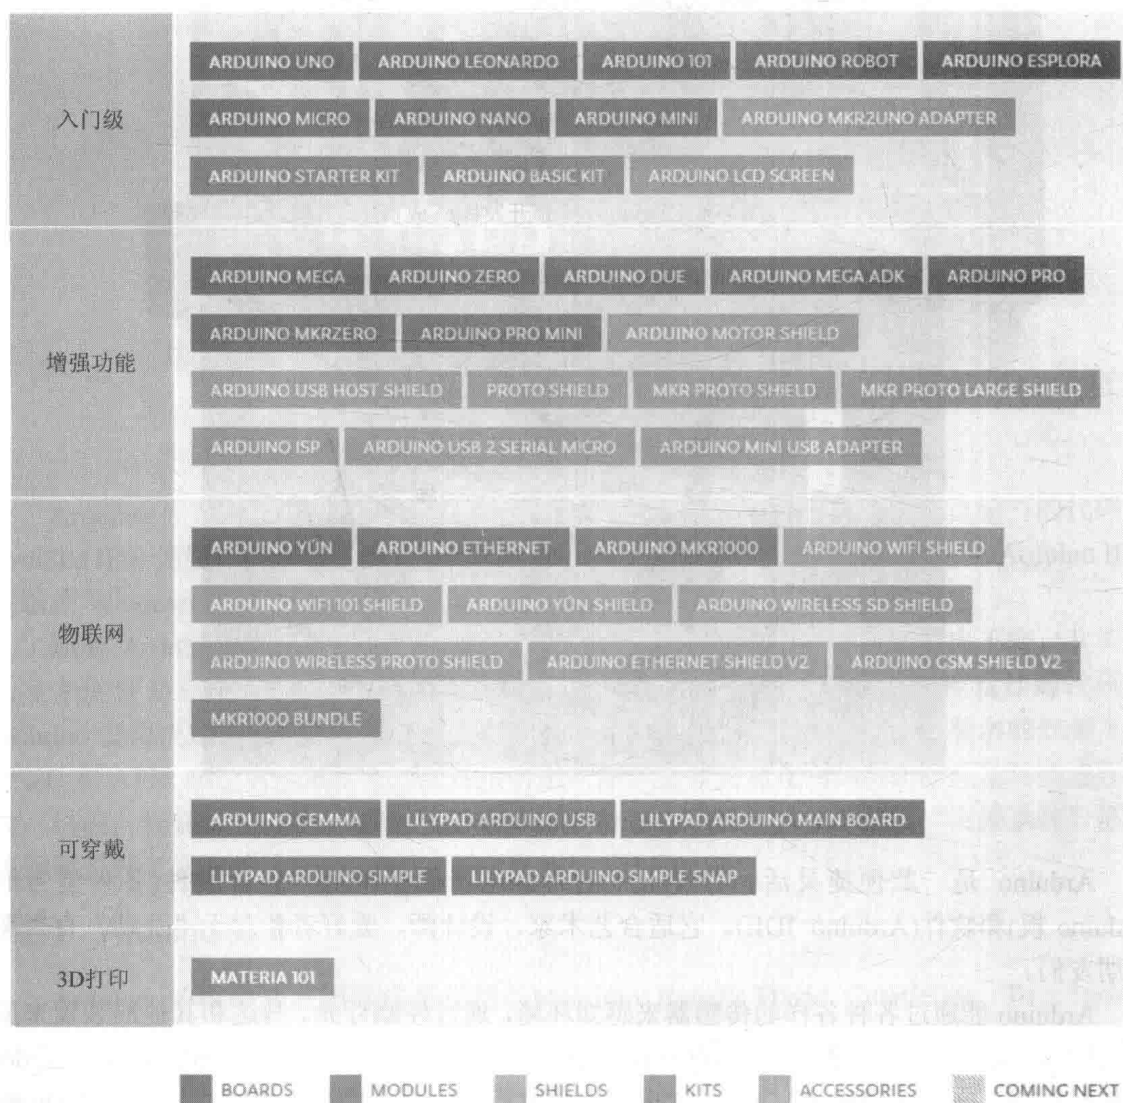 入门级
ARDUINO UNO ARDUINO LEONARDO ARDUINO 101 ARDUINO ROBOT ARDUINO ESPLORA
ARDUINO MICRO ARDUINO NANO ARDUINO MINI ARDUINO MKR2UNO ADAPTER
ARDUINO STARTER KIT ARDUINO BASIC KIT ARDUINO LCD SCREEN
增强功能
ARDUINO MEGA ARDUINO ZERO ARDUINO DUE ARDUINO MEGA ADK ARDUINO PRO
ARDUINO MKRZERO ARDUINO PRO MINI ARDUINO MOTOR SHIELD
ARDUINO USB HOST SHIELD PROTO SHIELD MKR PROTO SHIELD MKR PROTO LARGE SHIELD
ARDUINO ISP ARDUINO USB 2 SERIAL MICRO ARDUINO MINI USB ADAPTER
物联网
ARDUINO YÚN ARDUINO ETHERNET ARDUINO MKR1000 ARDUINO WIFI SHIELD
ARDUINO WIFI 101 SHIELD ARDUINO YÚN SHIELD ARDUINO WIRELESS SD SHIELD
ARDUINO WIRELESS PROTO SHIELD ARDUINO ETHERNET SHIELD V2 ARDUINO GSM SHIELD V2
MKR1000 BUNDLE
可穿戴
ARDUINO GEMMA LILYPAD ARDUINO USB LILYPAD ARDUINO MAIN BOARD
LILYPAD ARDUINO SIMPLE LILYPAD ARDUINO SIMPLE SNAP
3D打印
MATERIA 101
BOARDS MODULES SHIELDS KITS ACCESSORIES COMING NEXT